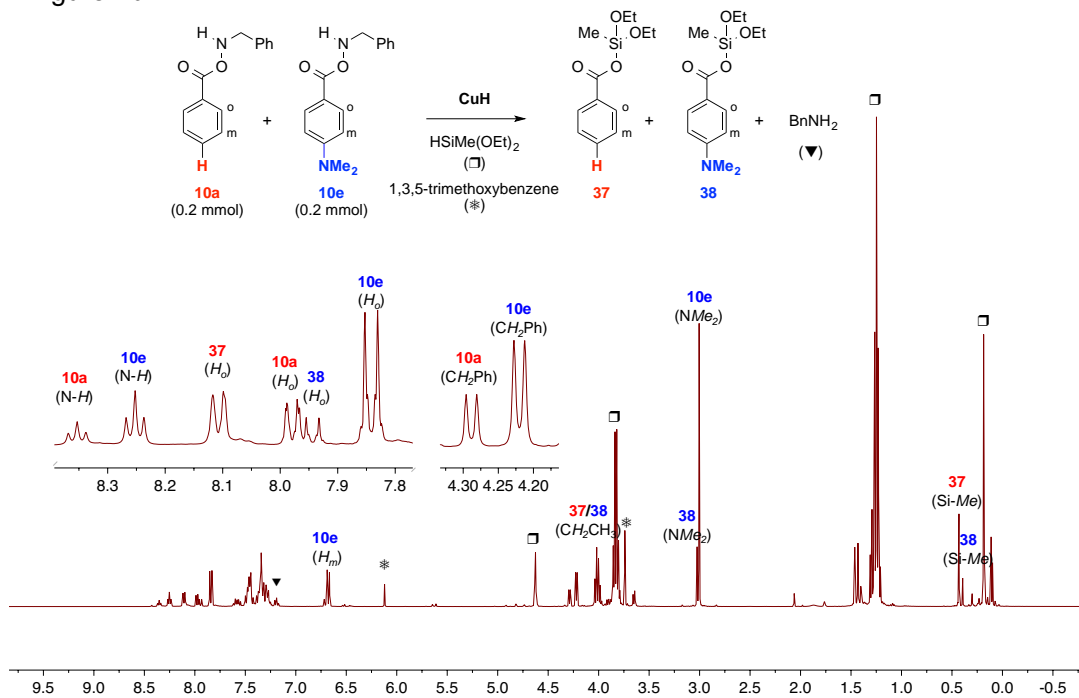 H
N
Ph
O
O
o
m
H
10a
(0.2 mmol)
+
H
N
Ph
O
O
o
m
NMe2
10e
(0.2 mmol)
CuH
HSiMe(OEt)2
(❒)
1,3,5-trimethoxybenzene
(❄)
OEt
Me Si OEt
O
O
H
37
+
OEt
Me Si OEt
O
O
NMe2
38
+
BnNH2
(▼)
10a
(N-H)
10e
(N-H)
37
(Ho)
10a
(Ho)
38
(Ho)
10e
(Ho)
8.3 8.2 8.1 8.0 7.9 7.8
10a
(CH2Ph)
10e
(CH2Ph)
4.30 4.25 4.20
10e
(NMe2)
38
(NMe2)
37/38
(CH2CH3)
10e
(Hm)
37
(Si-Me)
38
(Si-Me)
9.5 9.0 8.5 8.0 7.5 7.0 6.5 6.0 5.5 5.0 4.5 4.0 3.5 3.0 2.5 2.0 1.5 1.0 0.5 0.0 -0.5